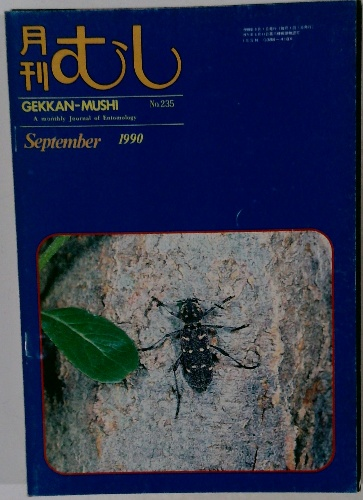 月刊むし
GEKKAN-MUSHI No.235
A monthly Journal of Entomology
September 1990